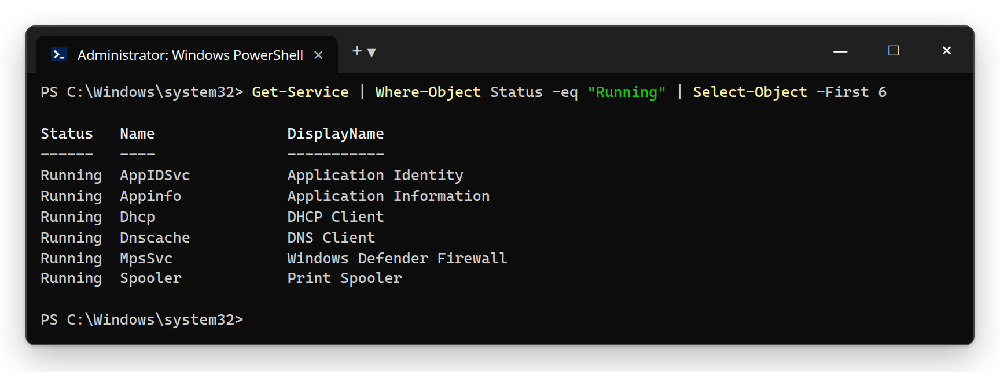 Administrator: Windows PowerShell
PS C:\Windows\system32> Get-Service | Where-Object Status -eq "Running" | Select-Object -First 6
Status   Name               DisplayName
------   ----               -----------
Running  AppIDSvc           Application Identity
Running  Appinfo            Application Information
Running  Dhcp               DHCP Client
Running  Dnscache           DNS Client
Running  MpsSvc             Windows Defender Firewall
Running  Spooler            Print Spooler
PS C:\Windows\system32>